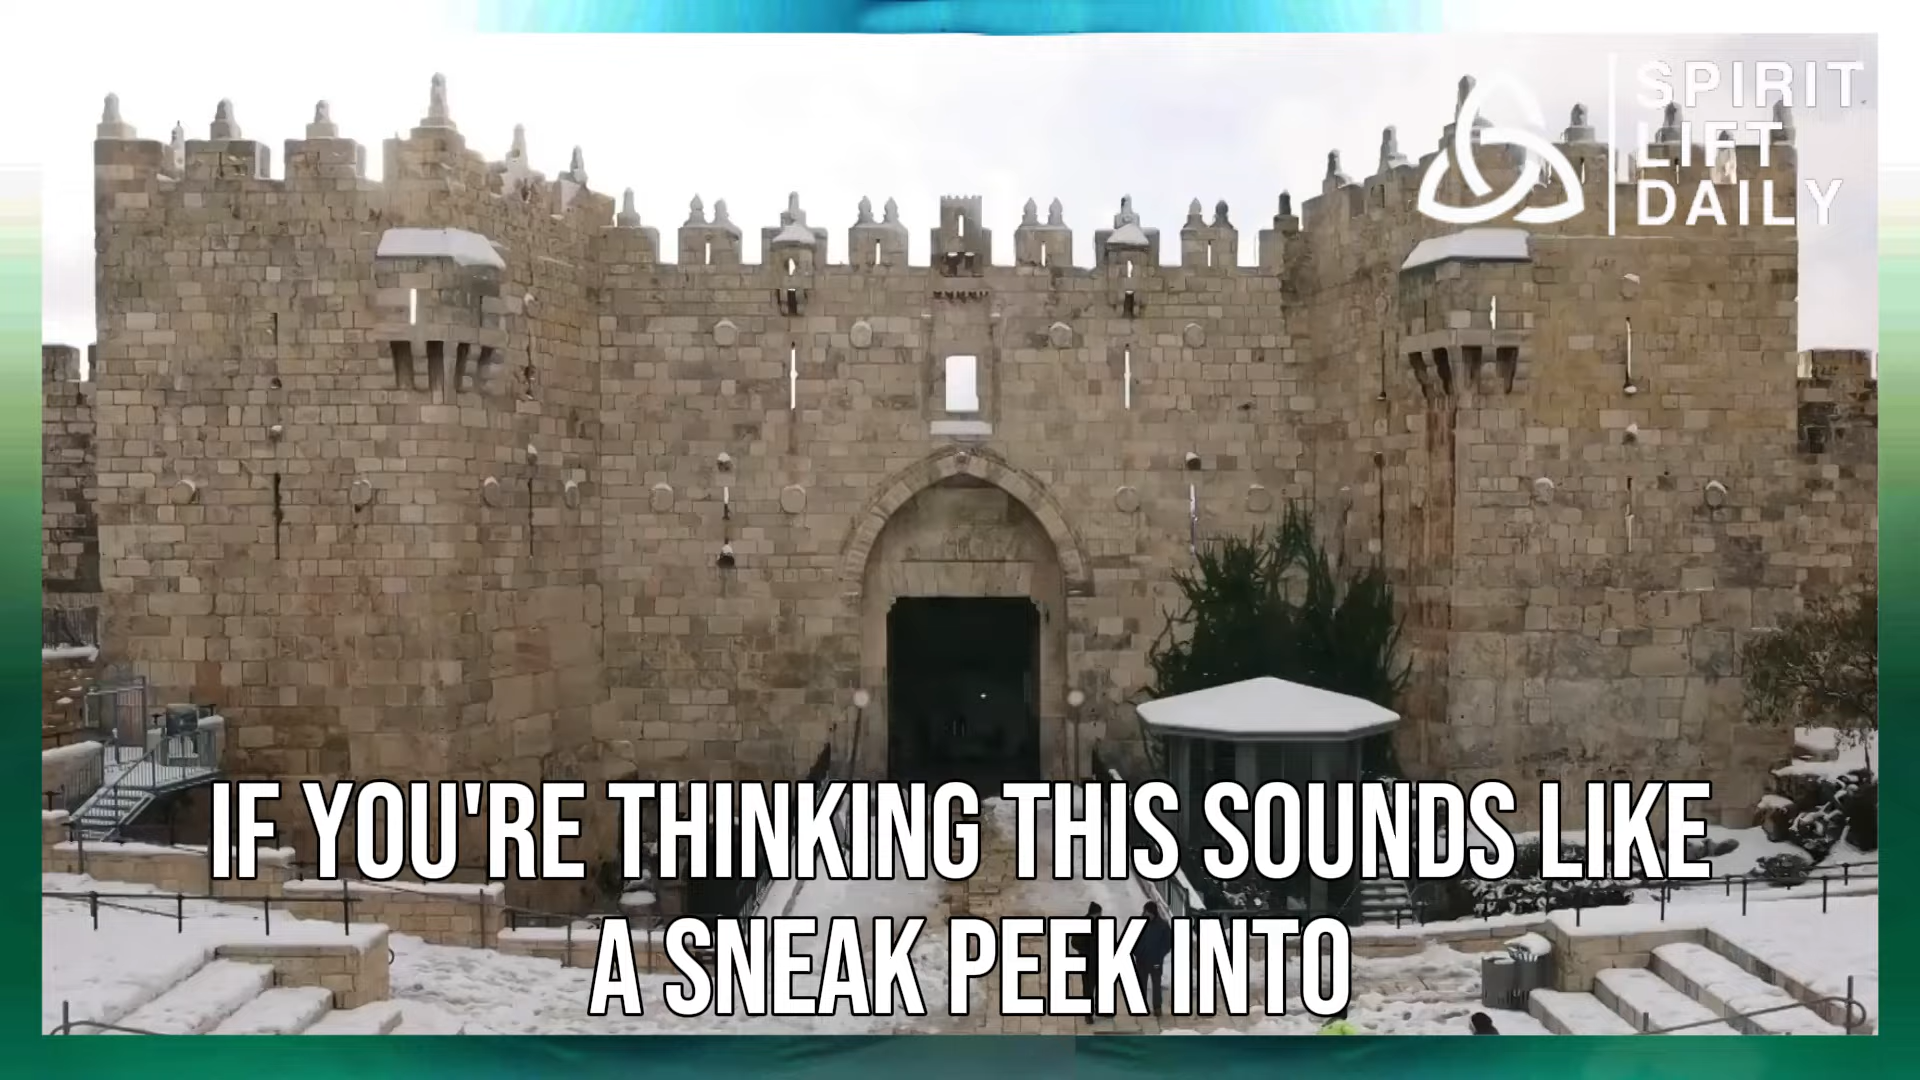 SPIRIT
LIFT
DAILY
IF YOU'RE THINKING THIS SOUNDS LIKE
A SNEAK PEEK INTO